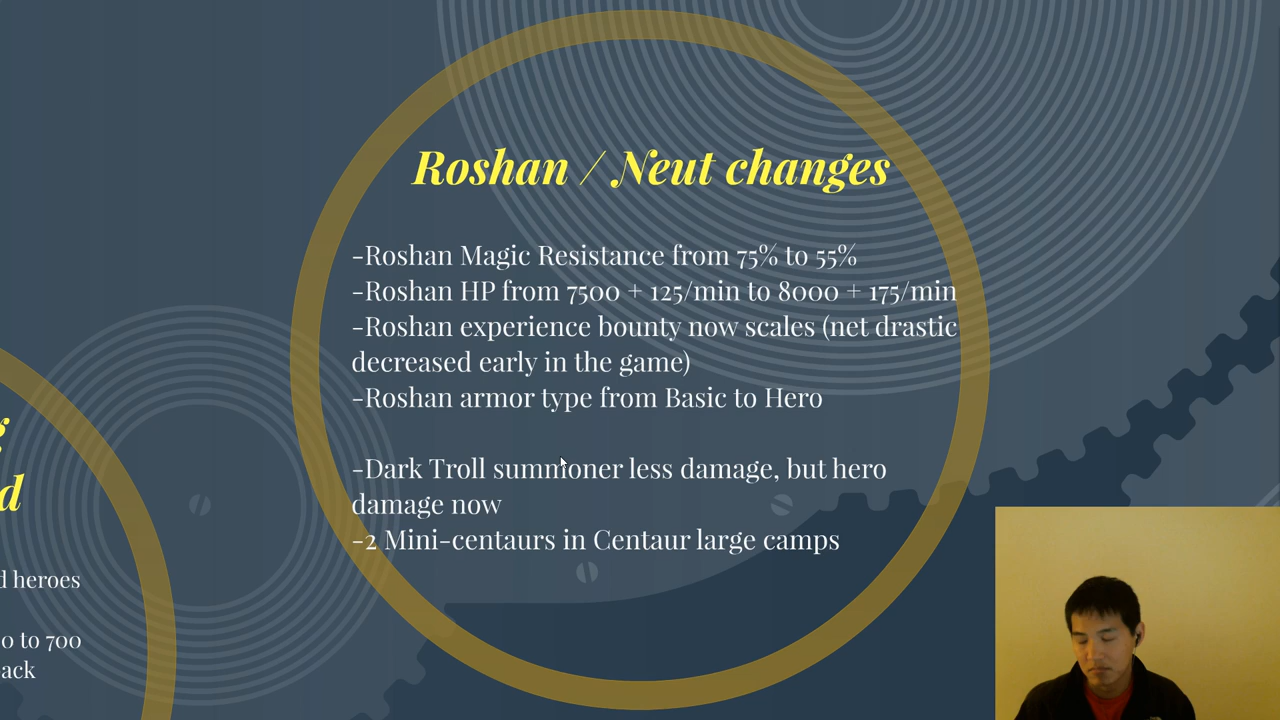 Roshan / Neut changes
-Roshan Magic Resistance from 75% to 55%
-Roshan HP from 7500 + 125/min to 8000 + 175/min
-Roshan experience bounty now scales (net drastic
decreased early in the game)
-Roshan armor type from Basic to Hero
-Dark Troll summoner less damage, but hero
damage now
-2 Mini-centaurs in Centaur large camps
g
d
d heroes
0 to 700
ack